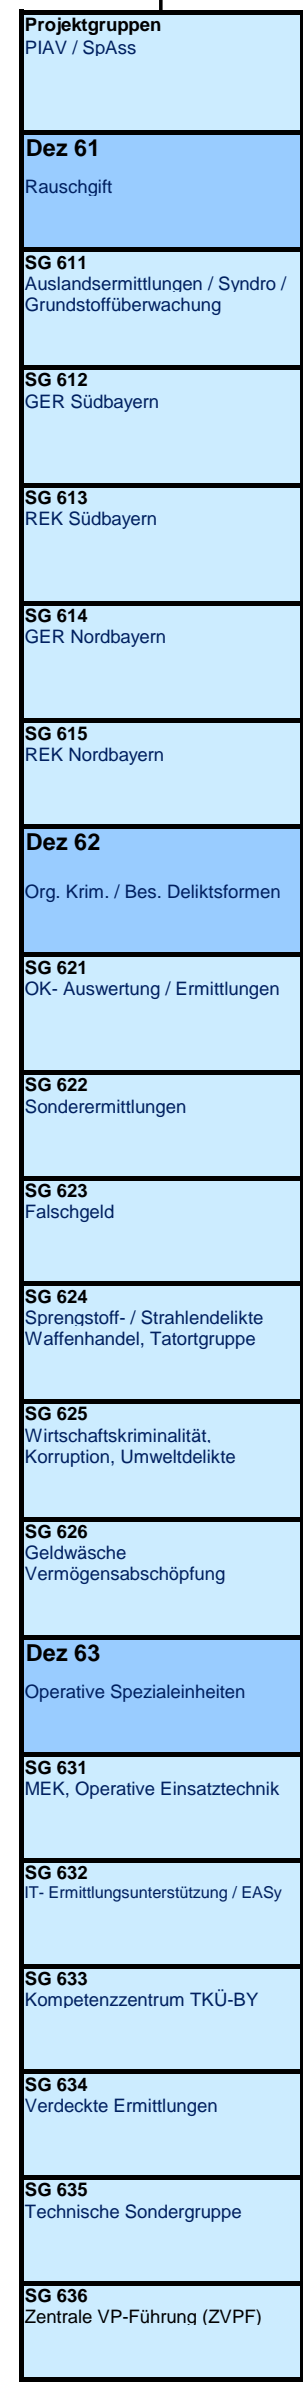 Projektgruppen
PIAV / SpAss
Dez 61
Rauschgift
SG 611
Auslandsermittlungen / Syndro /
Grundstoffüberwachung
SG 612
GER Südbayern
SG 613
REK Südbayern
SG 614
GER Nordbayern
SG 615
REK Nordbayern
Dez 62
Org. Krim. / Bes. Deliktsformen
SG 621
OK- Auswertung / Ermittlungen
SG 622
Sonderermittlungen
SG 623
Falschgeld
SG 624
Sprengstoff- / Strahlendelikte
Waffenhandel, Tatortgruppe
SG 625
Wirtschaftskriminalität,
Korruption, Umweltdelikte
SG 626
Geldwäsche
Vermögensabschöpfung
Dez 63
Operative Spezialeinheiten
SG 631
MEK, Operative Einsatztechnik
SG 632
IT- Ermittlungsunterstützung / EASy
SG 633
Kompetenzzentrum TKÜ-BY
SG 634
Verdeckte Ermittlungen
SG 635
Technische Sondergruppe
SG 636
Zentrale VP-Führung (ZVPF)